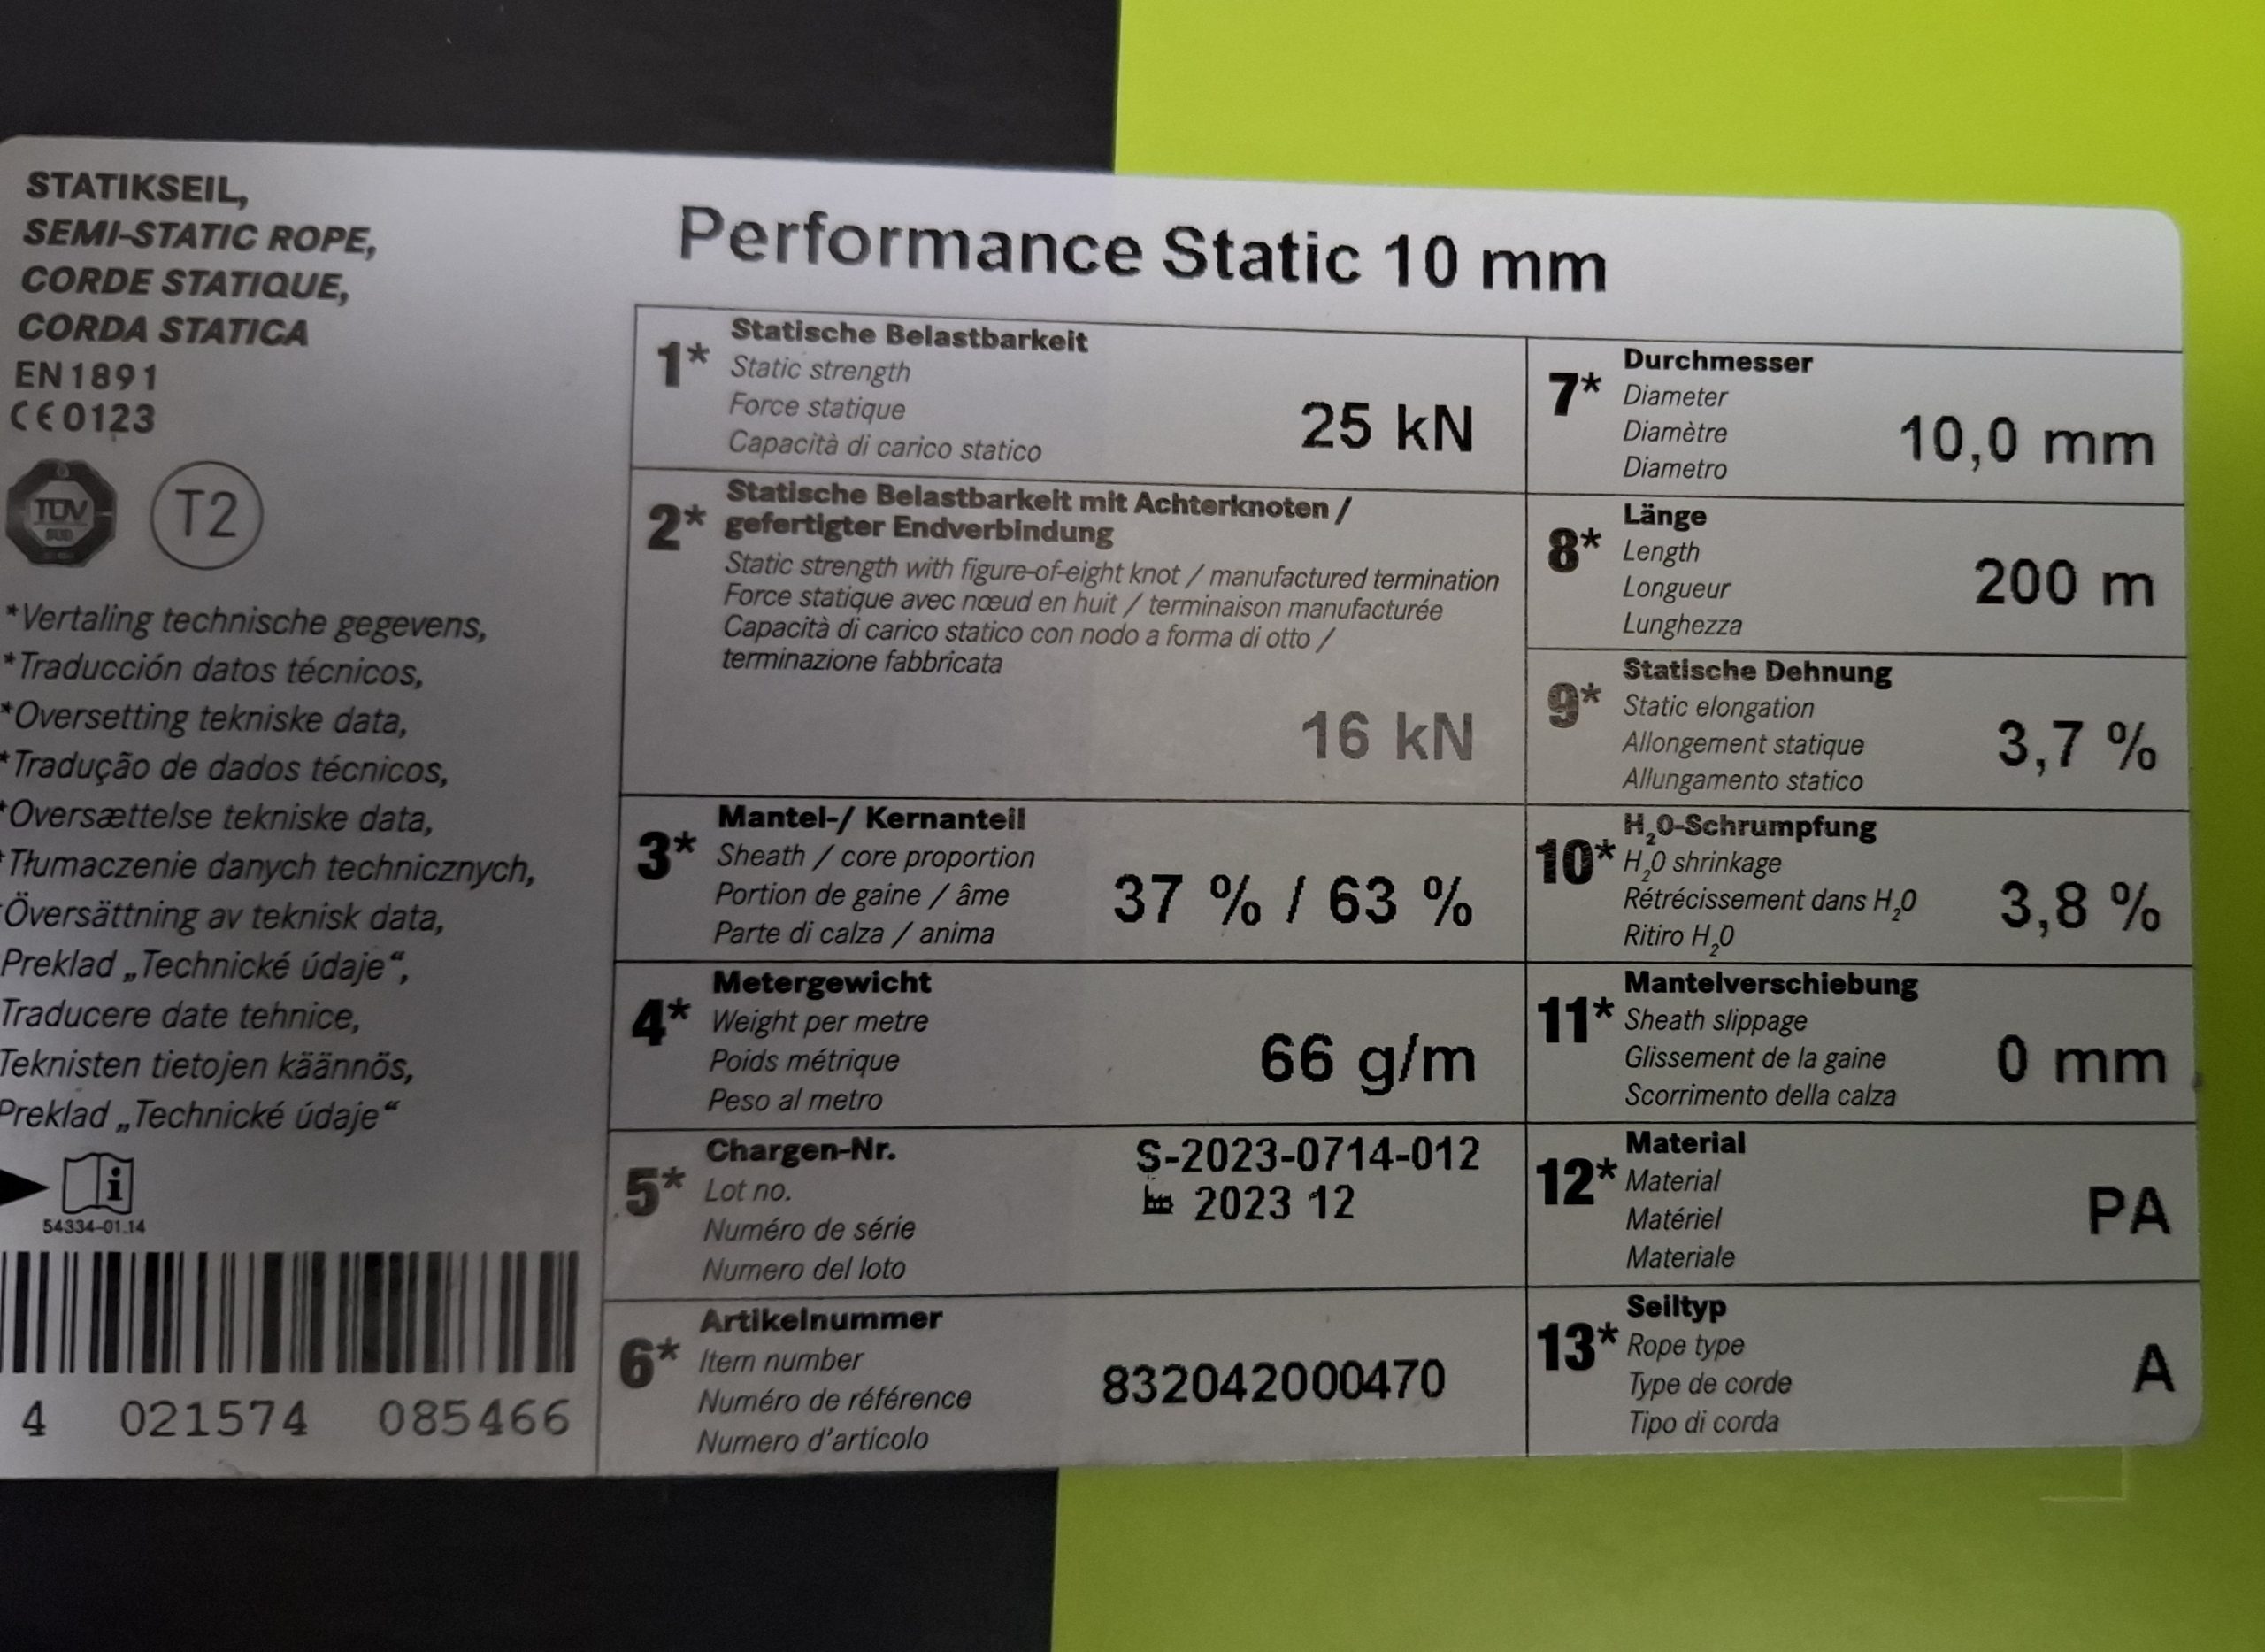 STATIKSEIL,
SEMI-STATIC ROPE,
CORDE STATIQUE,
CORDA STATICA
EN1891
CE 0123
TÜV
SÜD
T2
*Vertaling technische gegevens,
*Traducción datos técnicos,
*Oversetting tekniske data,
*Tradução de dados técnicos,
*Oversættelse tekniske data,
*Tłumaczenie danych technicznych,
*Översättning av teknisk data,
Preklad „Technické údaje“,
Traducere date tehnice,
Teknisten tietojen käännös,
Preklad „Technické údaje“
i
54334-01.14
4 021574 085466
Performance Static 10 mm
1*
Statische Belastbarkeit
Static strength
Force statique
Capacità di carico statico
25 kN
2*
Statische Belastbarkeit mit Achterknoten /
gefertigter Endverbindung
Static strength with figure-of-eight knot / manufactured termination
Force statique avec nœud en huit / terminaison manufacturée
Capacità di carico statico con nodo a forma di otto /
terminazione fabbricata
16 kN
3*
Mantel-/ Kernanteil
Sheath / core proportion
Portion de gaine / âme
Parte di calza / anima
37 % / 63 %
4*
Metergewicht
Weight per metre
Poids métrique
Peso al metro
66 g/m
5*
Chargen-Nr.
Lot no.
Numéro de série
Numero del loto
S-2023-0714-012
2023 12
6*
Artikelnummer
Item number
Numéro de référence
Numero d'articolo
832042000470
7*
Durchmesser
Diameter
Diamètre
Diametro
10,0 mm
8*
Länge
Length
Longueur
Lunghezza
200 m
9*
Statische Dehnung
Static elongation
Allongement statique
Allungamento statico
3,7 %
10*
H₂0-Schrumpfung
H₂0 shrinkage
Rétrécissement dans H₂0
Ritiro H₂0
3,8 %
11*
Mantelverschiebung
Sheath slippage
Glissement de la gaine
Scorrimento della calza
0 mm
12*
Material
Material
Matériel
Materiale
PA
13*
Seiltyp
Rope type
Type de corde
Tipo di corda
A